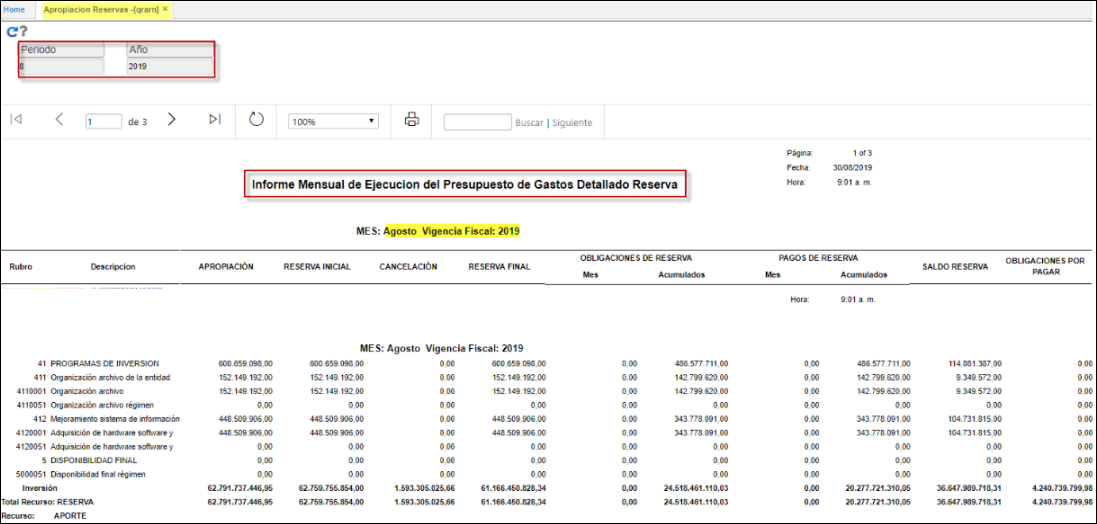 Home Apropiacion Reservas -[qrarn] ×
Periodo Año
8 2019
1 de 3 100% Buscar | Siguiente
Página: 1 of 3
Fecha: 30/08/2019
Hora: 9:01 a. m.
Informe Mensual de Ejecucion del Presupuesto de Gastos Detallado Reserva
MES: Agosto Vigencia Fiscal: 2019
Rubro Descripcion APROPIACIÓN RESERVA INICIAL CANCELACIÓN RESERVA FINAL OBLIGACIONES DE RESERVA Mes Acumulados PAGOS DE RESERVA Mes Acumulados SALDO RESERVA OBLIGACIONES POR PAGAR
Hora: 9:01 a. m.
MES: Agosto Vigencia Fiscal: 2019
41 PROGRAMAS DE INVERSION 600.659.098,00 600.659.098,00 0,00 600.659.098,00 0,00 486.577.711,00 0,00 486.577.711,00 114.081.387,00 0,00
411 Organización archivo de la entidad 152.149.192,00 152.149.192,00 0,00 152.149.192,00 0,00 142.799.620,00 0,00 142.799.620,00 9.349.572,00 0,00
4110001 Organización archivo 152.149.192,00 152.149.192,00 0,00 152.149.192,00 0,00 142.799.620,00 0,00 142.799.620,00 9.349.572,00 0,00
4110051 Organización archivo régimen 0,00 0,00 0,00 0,00 0,00 0,00 0,00 0,00 0,00 0,00
412 Mejoramiento sistema de información 448.509.906,00 448.509.906,00 0,00 448.509.906,00 0,00 343.778.091,00 0,00 343.778.091,00 104.731.815,00 0,00
4120001 Adquisición de hardware software y 448.509.906,00 448.509.906,00 0,00 448.509.906,00 0,00 343.778.091,00 0,00 343.778.091,00 104.731.815,00 0,00
4120051 Adquisición de hardware software y 0,00 0,00 0,00 0,00 0,00 0,00 0,00 0,00 0,00 0,00
5 DISPONIBILIDAD FINAL 0,00 0,00 0,00 0,00 0,00 0,00 0,00 0,00 0,00 0,00
5000051 Disponibilidad final régimen 0,00 0,00 0,00 0,00 0,00 0,00 0,00 0,00 0,00 0,00
Inversión 62.791.737.446,95 62.759.755.854,00 1.593.305.025,66 61.166.450.828,34 0,00 24.518.461.110,03 0,00 20.277.721.310,05 36.647.989.718,31 4.240.739.799,98
Total Recurso: RESERVA 62.791.737.446,95 62.759.755.854,00 1.593.305.025,66 61.166.450.828,34 0,00 24.518.461.110,03 0,00 20.277.721.310,05 36.647.989.718,31 4.240.739.799,98
Recurso: APORTE